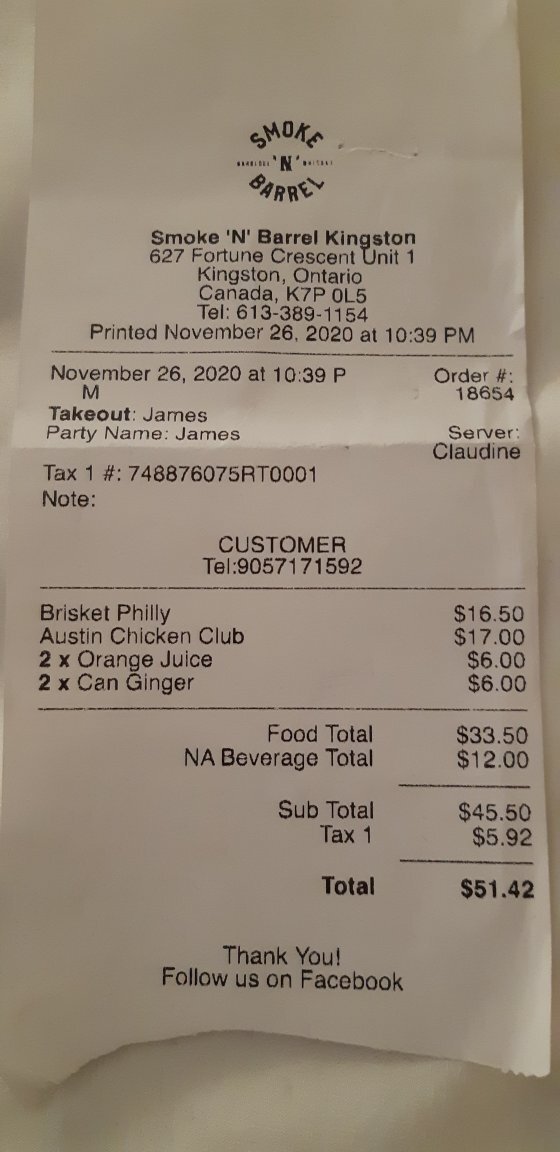 SMOKE
'N'
BARREL
Smoke 'N' Barrel Kingston
627 Fortune Crescent Unit 1
Kingston, Ontario
Canada, K7P 0L5
Tel: 613-389-1154
Printed November 26, 2020 at 10:39 PM
November 26, 2020 at 10:39 P Order #:
M 18654
Takeout: James
Party Name: James Server:
Claudine
Tax 1 #: 748876075RT0001
Note:
CUSTOMER
Tel:9057171592
Brisket Philly $16.50
Austin Chicken Club $17.00
2 x Orange Juice $6.00
2 x Can Ginger $6.00
Food Total $33.50
NA Beverage Total $12.00
Sub Total $45.50
Tax 1 $5.92
Total $51.42
Thank You!
Follow us on Facebook